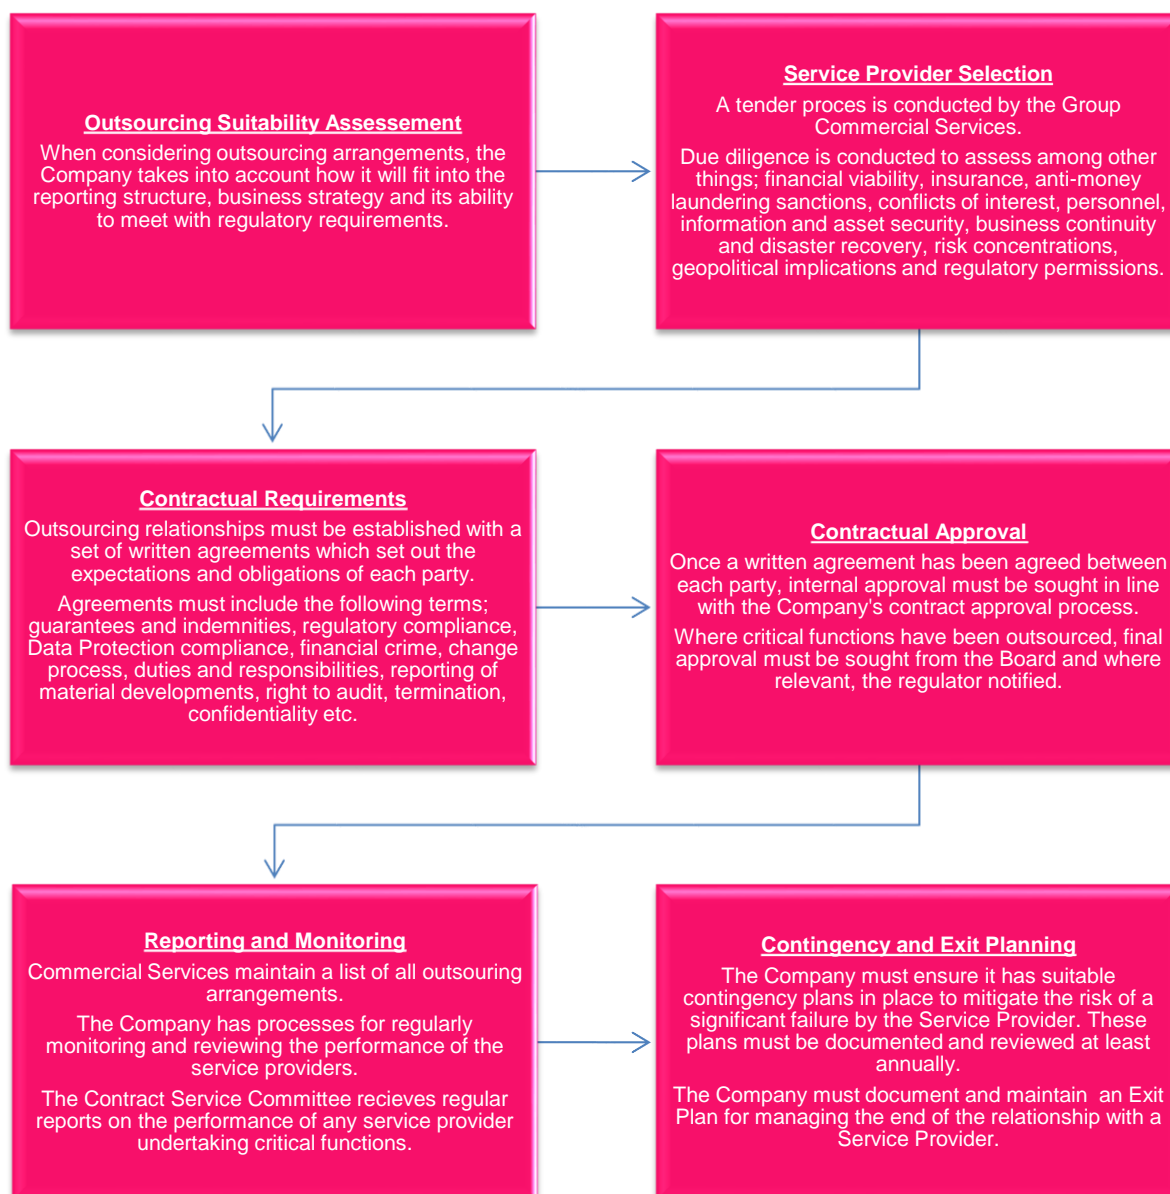 Outsourcing Suitability Assessement
When considering outsourcing arrangements, the
Company takes into account how it will fit into the
reporting structure, business strategy and its ability
to meet with regulatory requirements.
Service Provider Selection
A tender proces is conducted by the Group
Commercial Services.
Due diligence is conducted to assess among other
things; financial viability, insurance, anti-money
laundering sanctions, conflicts of interest, personnel,
information and asset security, business continuity
and disaster recovery, risk concentrations,
geopolitical implications and regulatory permissions.
Contractual Requirements
Outsourcing relationships must be established with a
set of written agreements which set out the
expectations and obligations of each party.
Agreements must include the following terms;
guarantees and indemnities, regulatory compliance,
Data Protection compliance, financial crime, change
process, duties and responsibilities, reporting of
material developments, right to audit, termination,
confidentiality etc.
Contractual Approval
Once a written agreement has been agreed between
each party, internal approval must be sought in line
with the Company's contract approval process.
Where critical functions have been outsourced, final
approval must be sought from the Board and where
relevant, the regulator notified.
Reporting and Monitoring
Commercial Services maintain a list of all outsouring
arrangements.
The Company has processes for regularly
monitoring and reviewing the performance of the
service providers.
The Contract Service Committee recieves regular
reports on the performance of any service provider
undertaking critical functions.
Contingency and Exit Planning
The Company must ensure it has suitable
contingency plans in place to mitigate the risk of a
significant failure by the Service Provider. These
plans must be documented and reviewed at least
annually.
The Company must document and maintain an Exit
Plan for managing the end of the relationship with a
Service Provider.